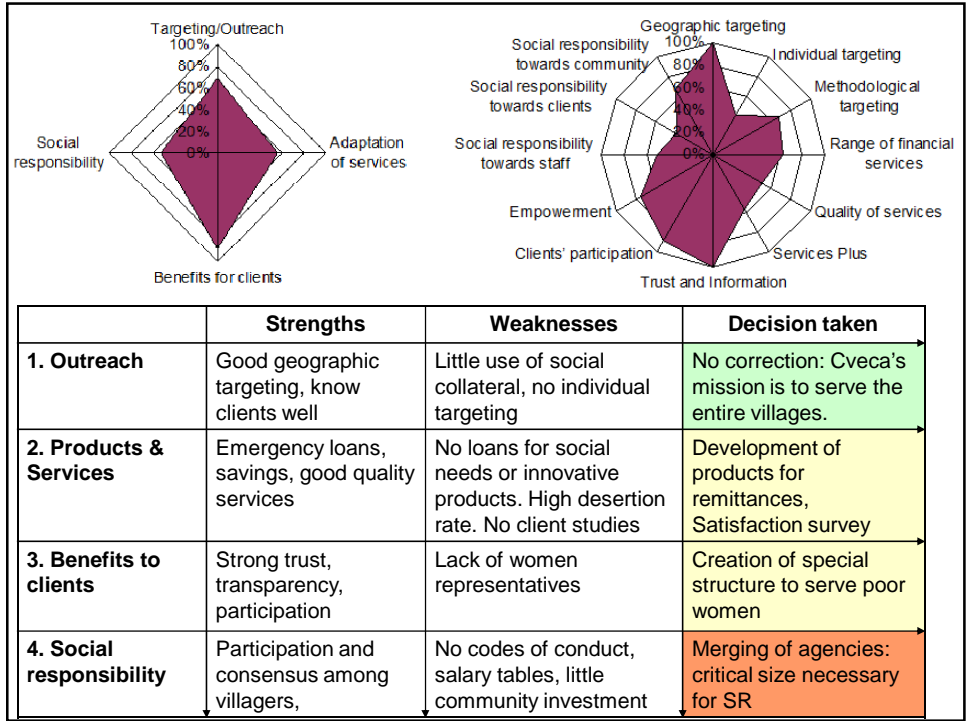 Targeting/Outreach
100%
80%
60%
40%
20%
0%
Social
responsibility
Adaptation
of services
Benefits for clients
Geographic targeting
100%
80%
60%
40%
20%
0%
Social responsibility
towards community
Individual targeting
Social responsibility
towards clients
Methodological
targeting
Social responsibility
towards staff
Range of financial
services
Empowerment
Quality of services
Clients' participation
Services Plus
Trust and Information
Strengths
Weaknesses
Decision taken
1. Outreach
Good geographic
targeting, know
clients well
Little use of social
collateral, no individual
targeting
No correction: Cveca's
mission is to serve the
entire villages.
2. Products &
Services
Emergency loans,
savings, good quality
services
No loans for social
needs or innovative
products. High desertion
rate. No client studies
Development of
products for
remittances,
Satisfaction survey
3. Benefits to
clients
Strong trust,
transparency,
participation
Lack of women
representatives
Creation of special
structure to serve poor
women
4. Social
responsibility
Participation and
consensus among
villagers,
No codes of conduct,
salary tables, little
community investment
Merging of agencies:
critical size necessary
for SR